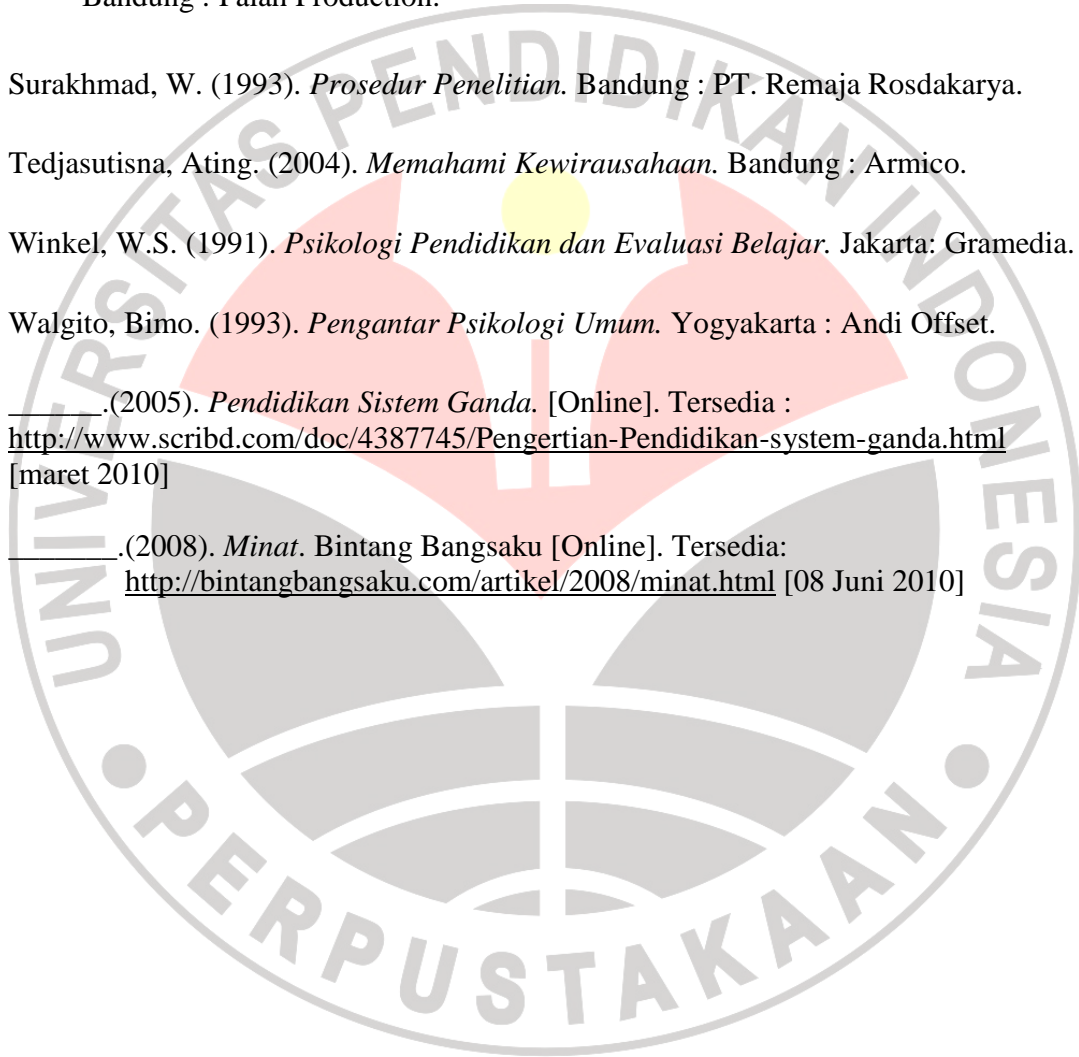 Bandung : Falah Production.
Surakhmad, W. (1993). Prosedur Penelitian. Bandung : PT. Remaja Rosdakarya.
Tedjasutisna, Ating. (2004). Memahami Kewirausahaan. Bandung : Armico.
Winkel, W.S. (1991). Psikologi Pendidikan dan Evaluasi Belajar. Jakarta: Gramedia.
Walgito, Bimo. (1993). Pengantar Psikologi Umum. Yogyakarta : Andi Offset.
______.(2005). Pendidikan Sistem Ganda. [Online]. Tersedia :
http://www.scribd.com/doc/4387745/Pengertian-Pendidikan-system-ganda.html
[maret 2010]
_______.(2008). Minat. Bintang Bangsaku [Online]. Tersedia:
http://bintangbangsaku.com/artikel/2008/minat.html [08 Juni 2010]
UNIVERSITAS PENDIDIKAN INDONESIA
PERPUSTAKAAN